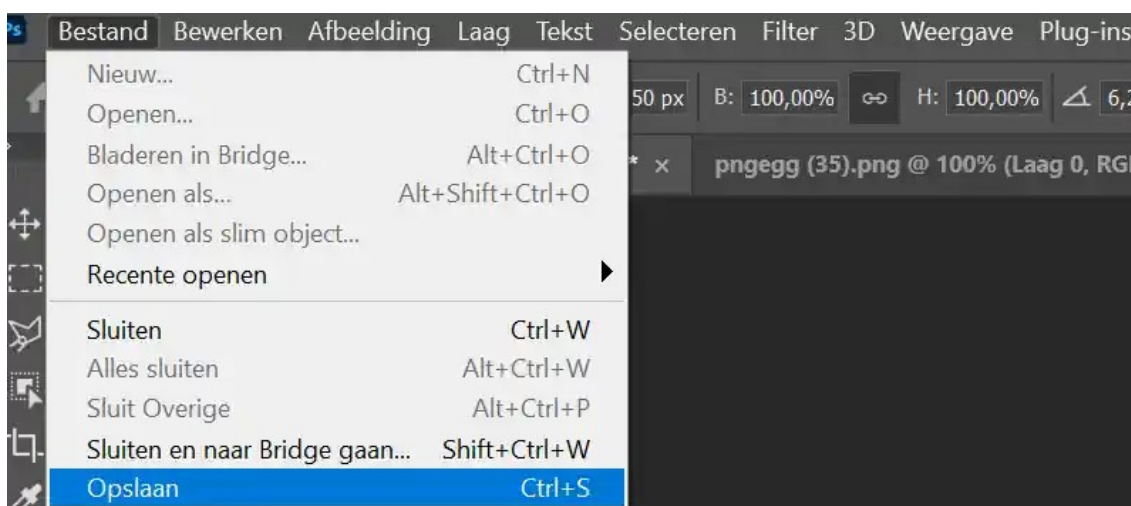 Ps Bestand Bewerken Afbeelding Laag Tekst Selecteren Filter 3D Weergave Plug-ins
50 px B: 100,00% H: 100,00% 6,2
* × pngegg (35).png @ 100% (Laag 0, RG
Nieuw... Ctrl+N
Openen... Ctrl+O
Bladeren in Bridge... Alt+Ctrl+O
Openen als... Alt+Shift+Ctrl+O
Openen als slim object...
Recente openen
Sluiten Ctrl+W
Alles sluiten Alt+Ctrl+W
Sluit Overige Alt+Ctrl+P
Sluiten en naar Bridge gaan... Shift+Ctrl+W
Opslaan Ctrl+S